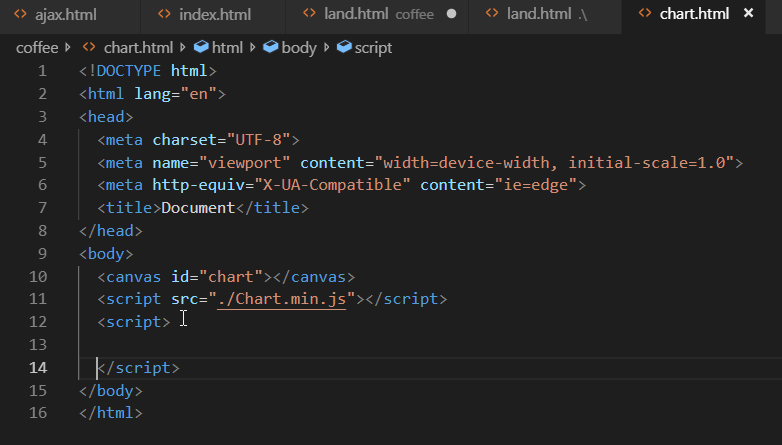 ajax.html index.html land.html coffee land.html .\ chart.html
coffee chart.html html body script
1 <!DOCTYPE html>
2 <html lang="en">
3 <head>
4 <meta charset="UTF-8">
5 <meta name="viewport" content="width=device-width, initial-scale=1.0">
6 <meta http-equiv="X-UA-Compatible" content="ie=edge">
7 <title>Document</title>
8 </head>
9 <body>
10 <canvas id="chart"></canvas>
11 <script src="./Chart.min.js"></script>
12 <script>
13
14 </script>
15 </body>
16 </html>